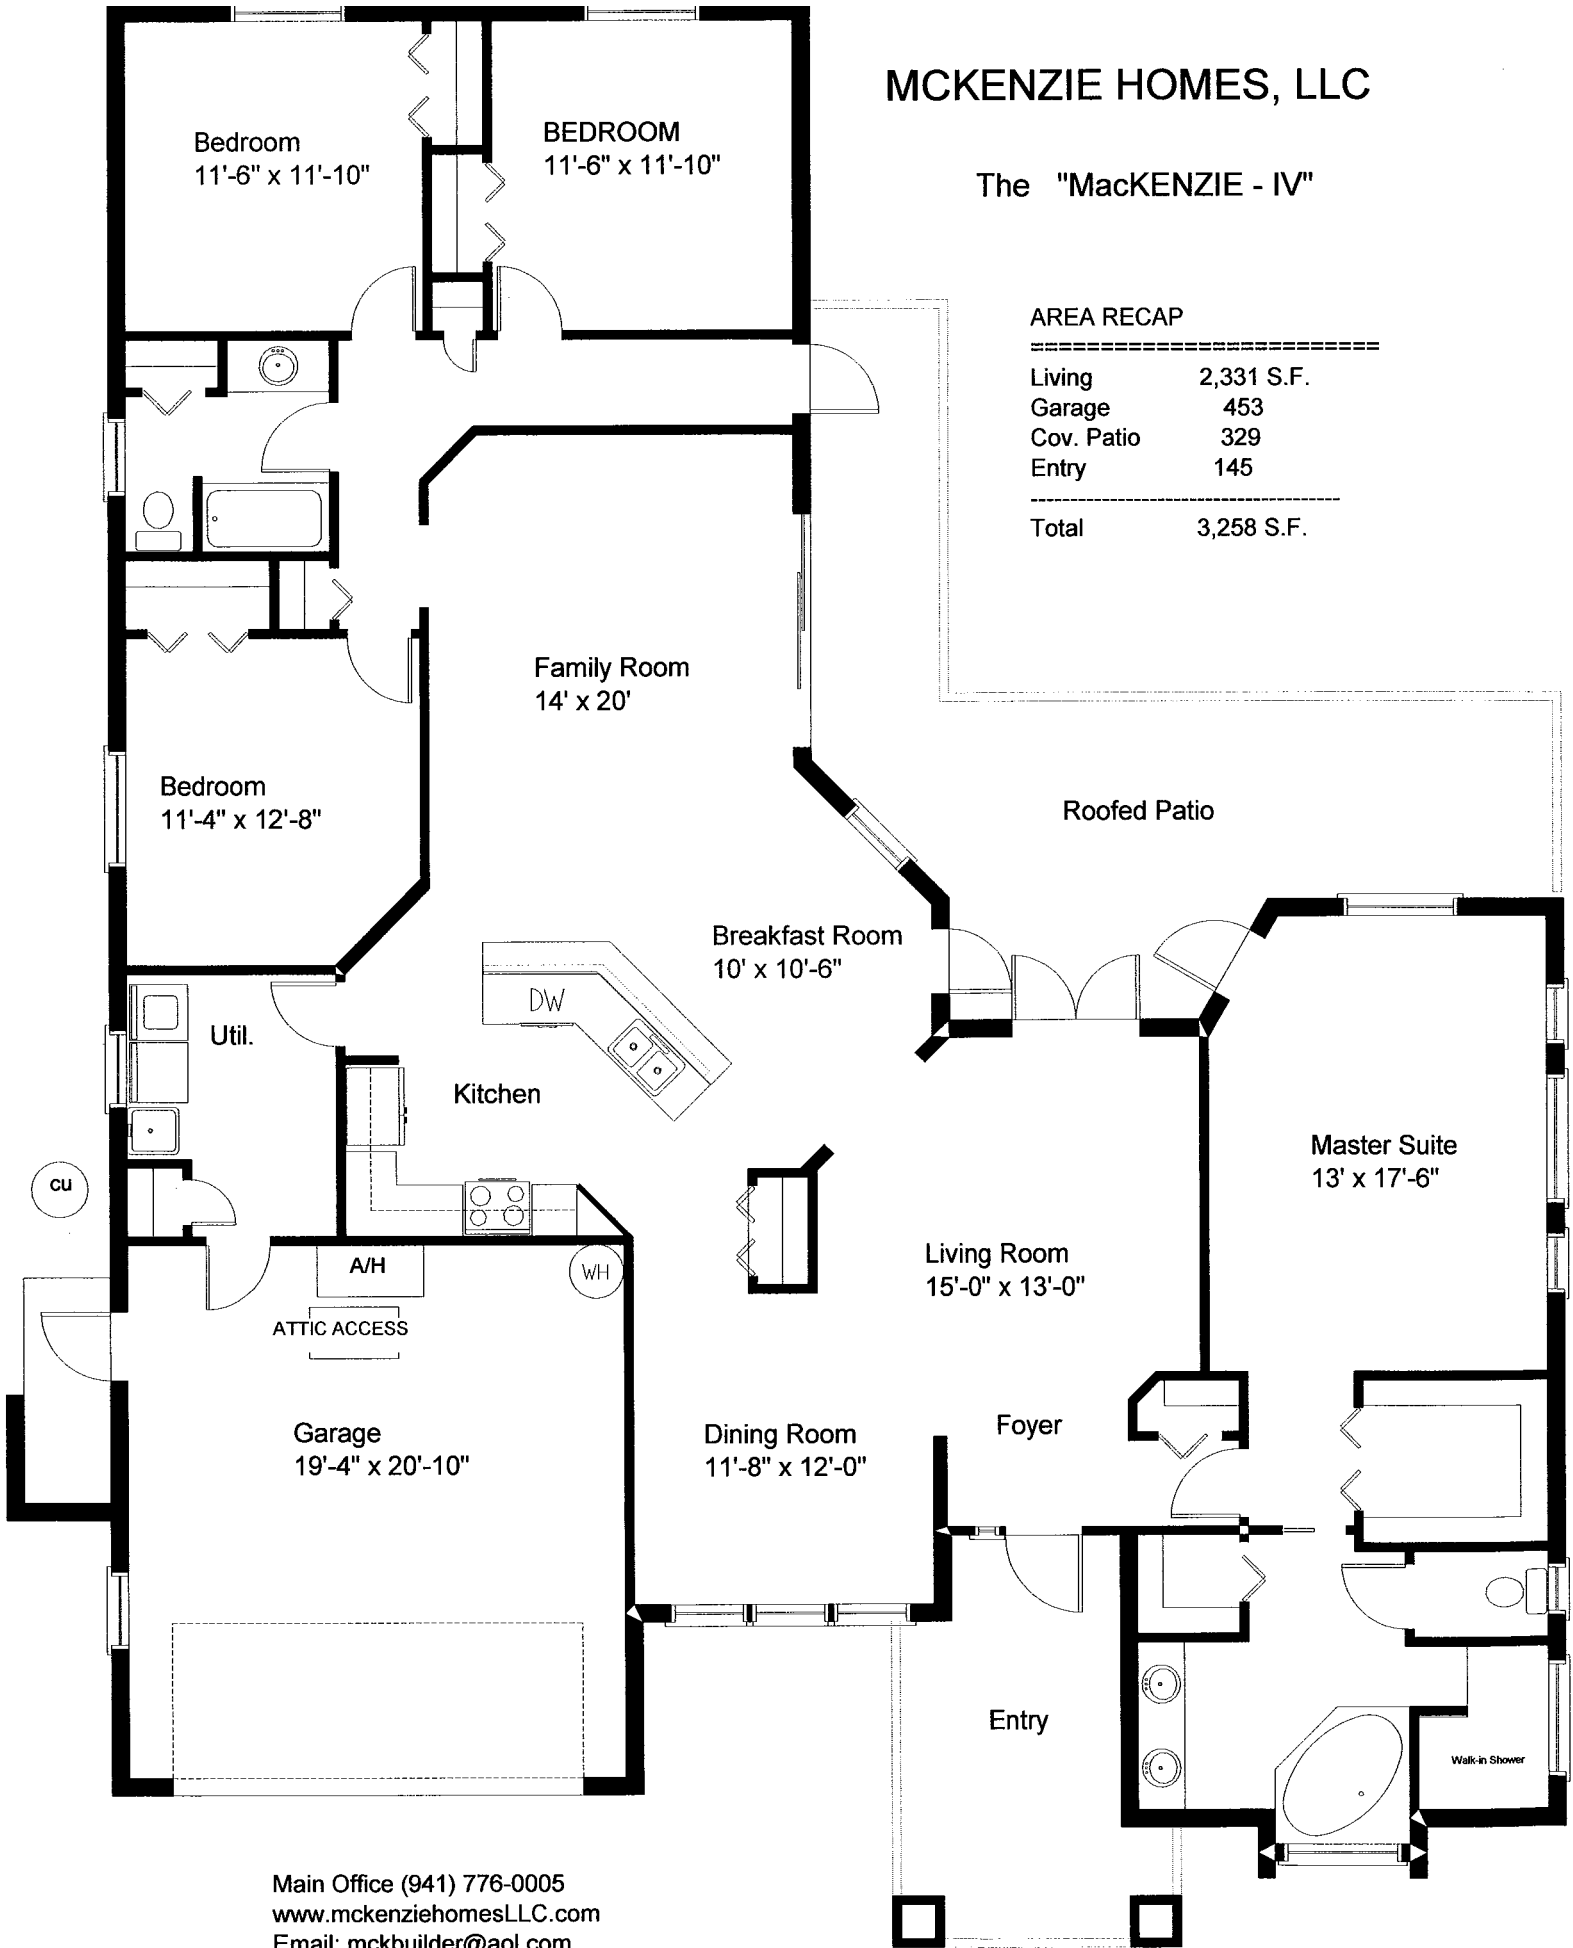 MCKENZIE HOMES, LLC
The "MacKENZIE - IV"
Bedroom
11'-6" x 11'-10"
BEDROOM
11'-6" x 11'-10"
AREA RECAP
=========================
Living 2,331 S.F.
Garage 453
Cov. Patio 329
Entry 145
----------------------------------------
Total 3,258 S.F.
Family Room
14' x 20'
Bedroom
11'-4" x 12'-8"
Roofed Patio
Breakfast Room
10' x 10'-6"
DW
Util.
Kitchen
Master Suite
13' x 17'-6"
cu
Living Room
15'-0" x 13'-0"
A/H
WH
ATTIC ACCESS
Garage
19'-4" x 20'-10"
Dining Room
11'-8" x 12'-0"
Foyer
Entry
Walk-in Shower
Main Office (941) 776-0005
www.mckenziehomesLLC.com
Email: mckbuilder@aol.com